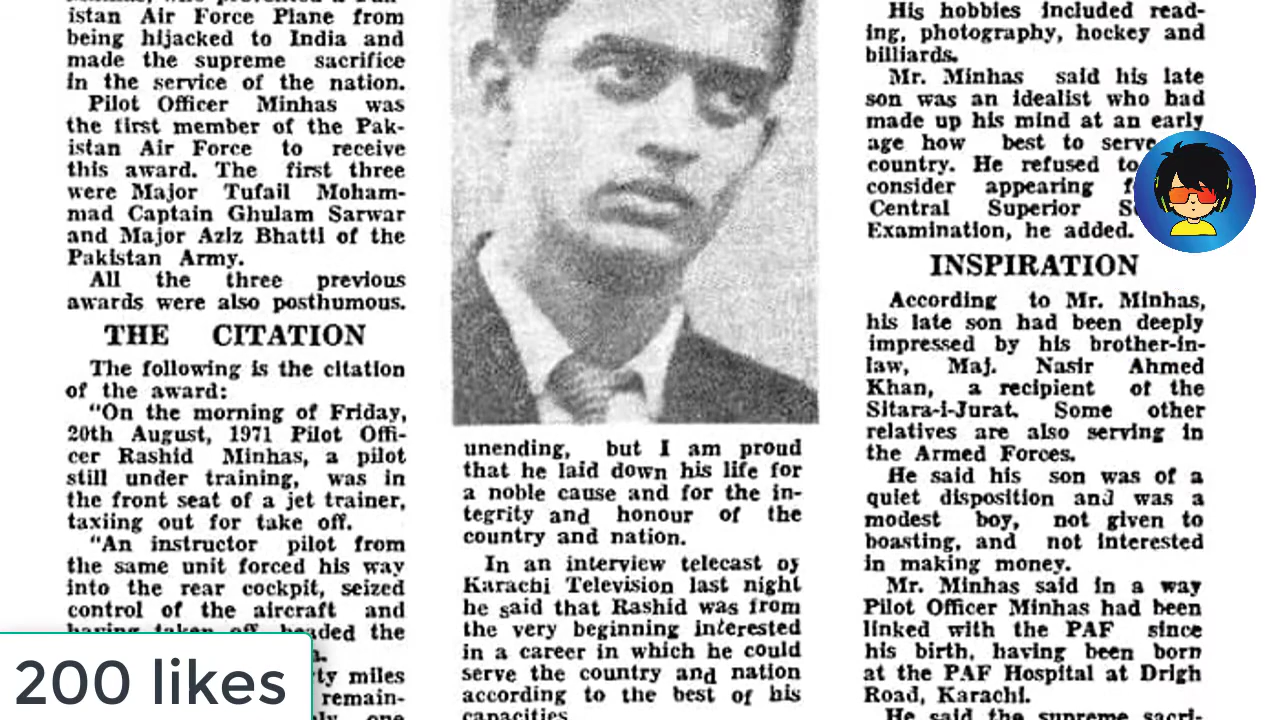 istan Air Force Plane from
being hijacked to India and
made the supreme sacrifice
in the service of the nation.
Pilot Officer Minhas was
the first member of the Pak-
istan Air Force to receive
this award. The first three
were Major Tufail Moham-
mad Captain Ghulam Sarwar
and Major Aziz Bhatti of the
Pakistan Army.
All the three previous
awards were also posthumous.
THE CITATION
The following is the citation
of the award:
"On the morning of Friday,
20th August, 1971 Pilot Offi-
cer Rashid Minhas, a pilot
still under training, was in
the front seat of a jet trainer,
taxiing out for take off.
"An instructor pilot from
the same unit forced his way
into the rear cockpit, seized
control of the aircraft and
having taken off, headed the
miles
remain-
one
200 likes
unending, but I am proud
that he laid down his life for
a noble cause and for the in-
tegrity and honour of the
country and nation.
In an interview telecast by
Karachi Television last night
he said that Rashid was from
the very beginning interested
in a career in which he could
serve the country and nation
according to the best of his
capacities.
His hobbies included read-
ing, photography, hockey and
billiards.
Mr. Minhas said his late
son was an idealist who had
made up his mind at an early
age how best to serve
country. He refused to
consider appearing
Central Superior
Examination, he added.
INSPIRATION
According to Mr. Minhas,
his late son had been deeply
impressed by his brother-in-
law, Maj. Nasir Ahmed
Khan, a recipient of the
Sitara-i-Jurat. Some other
relatives are also serving in
the Armed Forces.
He said his son was of a
quiet disposition and was a
modest boy, not given to
boasting, and not interested
in making money.
Mr. Minhas said in a way
Pilot Officer Minhas had been
linked with the PAF since
his birth, having been born
at the PAF Hospital at Drigh
Road, Karachi.
He said the supreme sacri-